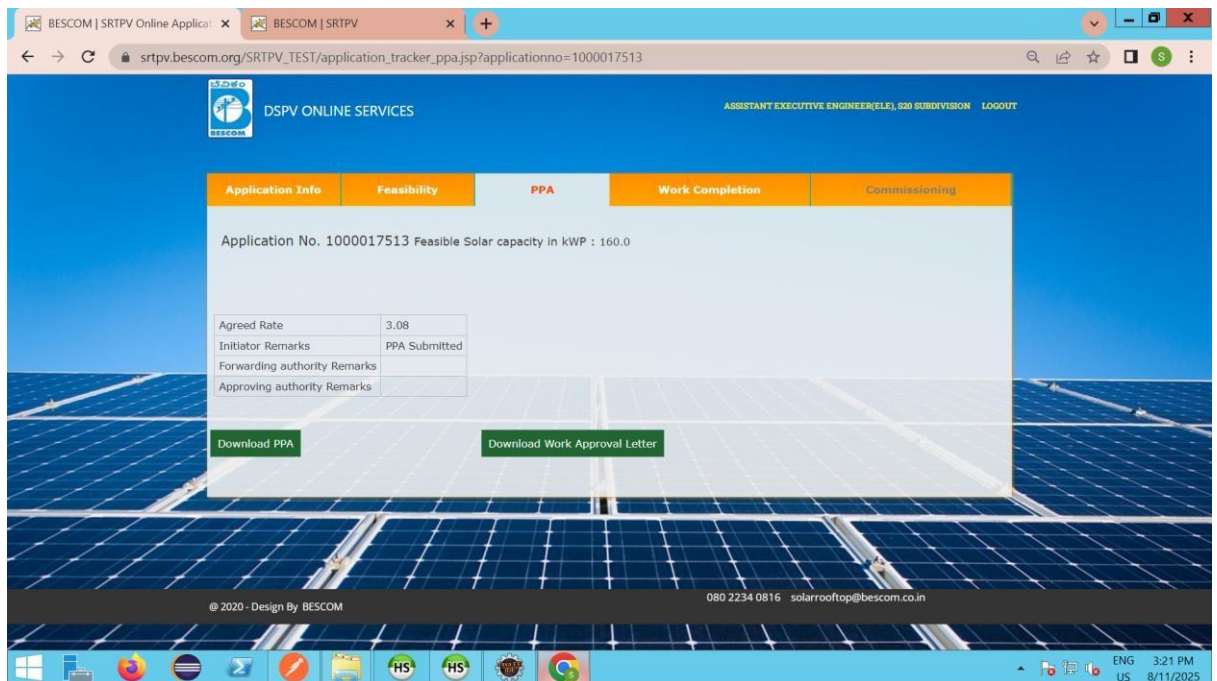 BESCOM | SRTPV Online Applicat
BESCOM | SRTPV
srtpv.bescom.org/SRTPV_TEST/application_tracker_ppa.jsp?applicationno=1000017513
S
ಬೆವಿಕಂ
BESCOM
DSPV ONLINE SERVICES
ASSISTANT EXECUTIVE ENGINEER(ELE), S20 SUBDIVISION LOGOUT
Application Info Feasibility PPA Work Completion Commissioning
Application No. 1000017513 Feasible Solar capacity in kWP : 160.0
Agreed Rate 3.08
Initiator Remarks PPA Submitted
Forwarding authority Remarks
Approving authority Remarks
Download PPA Download Work Approval Letter
@ 2020 - Design By BESCOM 080 2234 0816 solarrooftop@bescom.co.in
HS HS
ENG 3:21 PM
US 8/11/2025